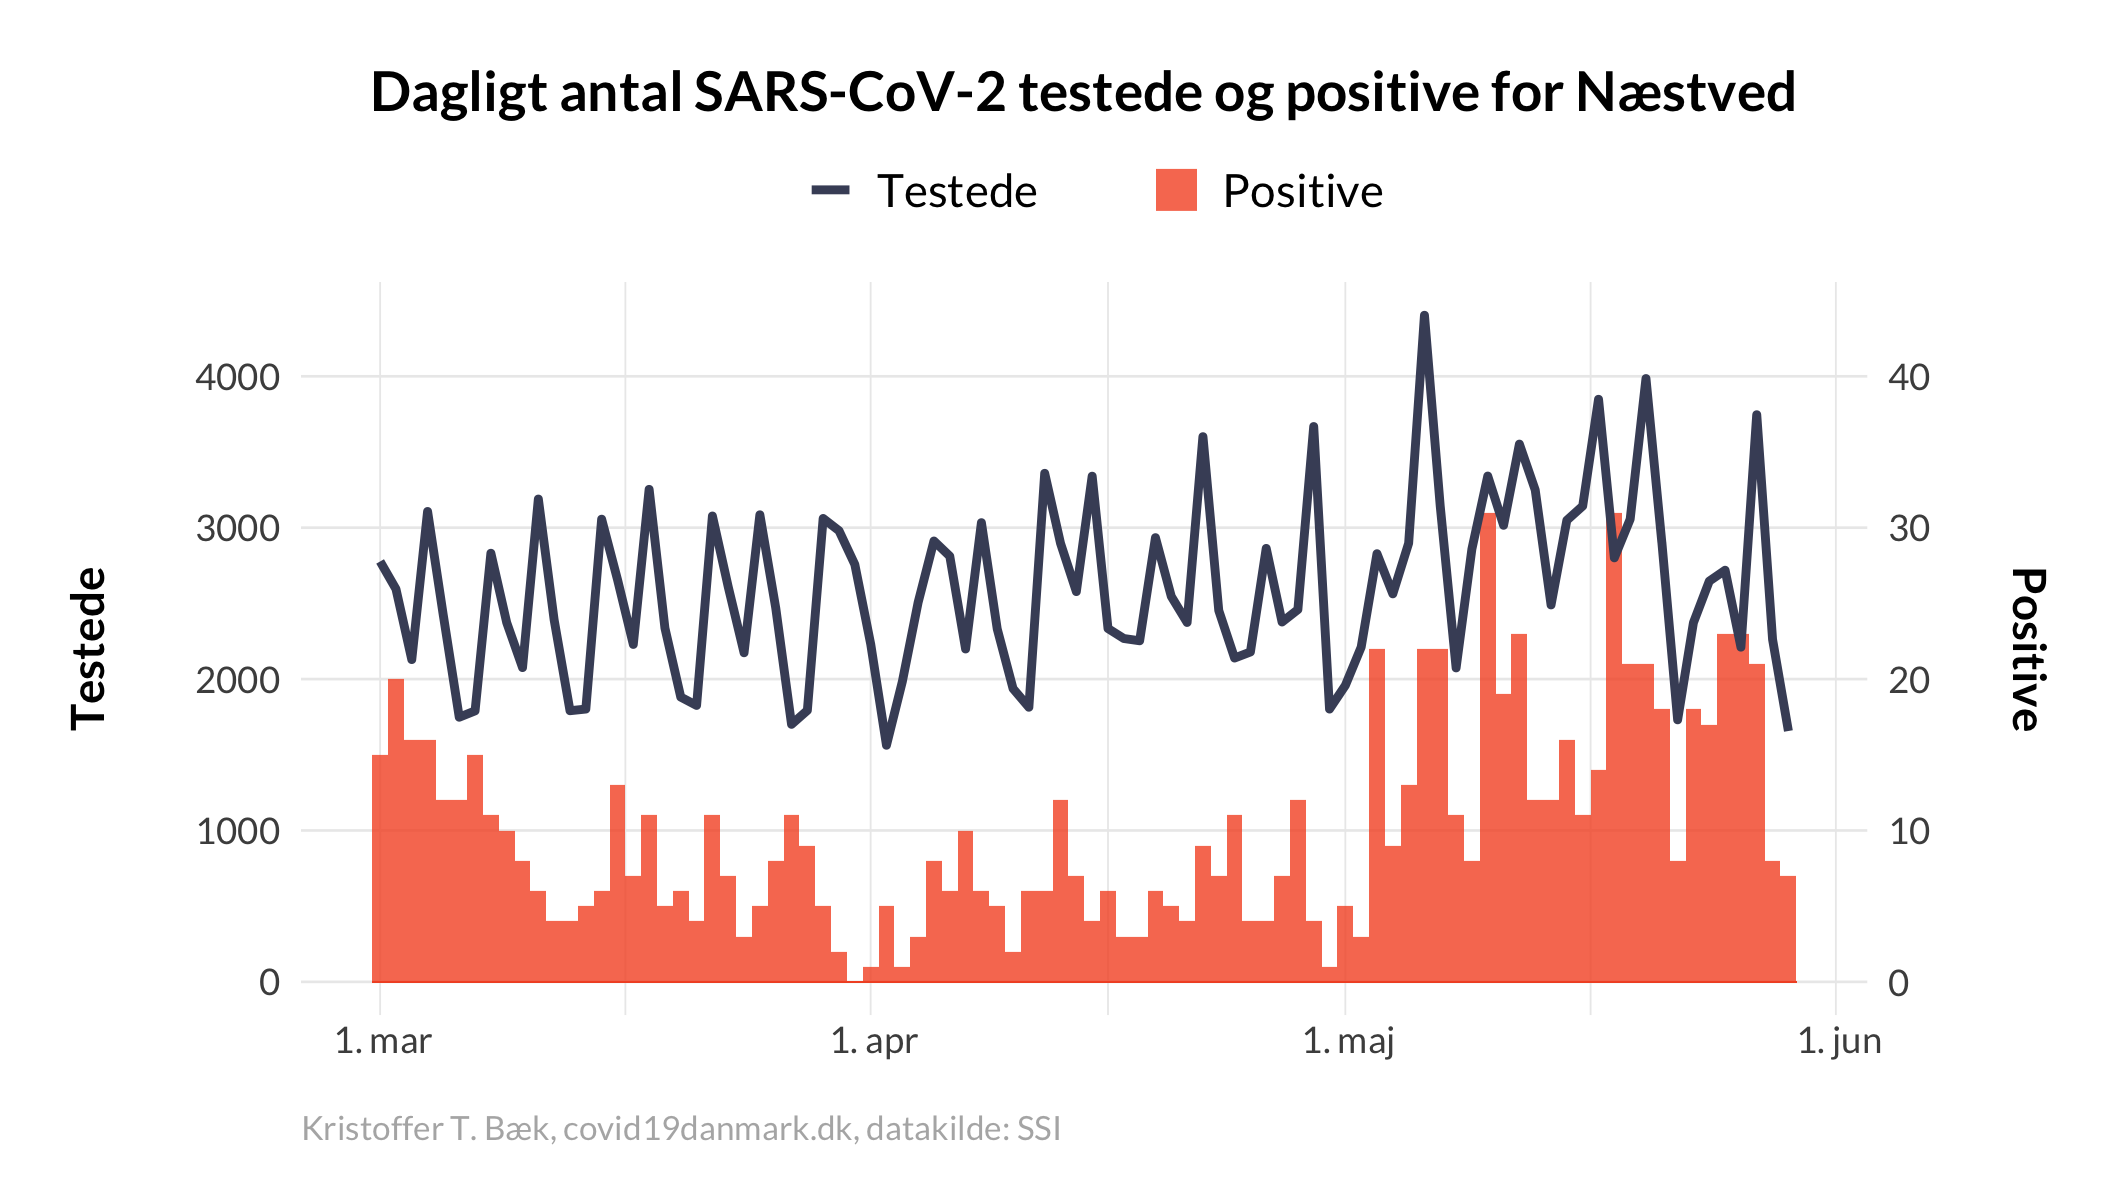 Dagligt antal SARS-CoV-2 testede og positive for Næstved
Testede
Positive
4000
3000
2000
1000
0
Testede
40
30
20
10
0
Positive
1. mar
1. apr
1. maj
1. jun
Kristoffer T. Bæk, covid19danmark.dk, datakilde: SSI